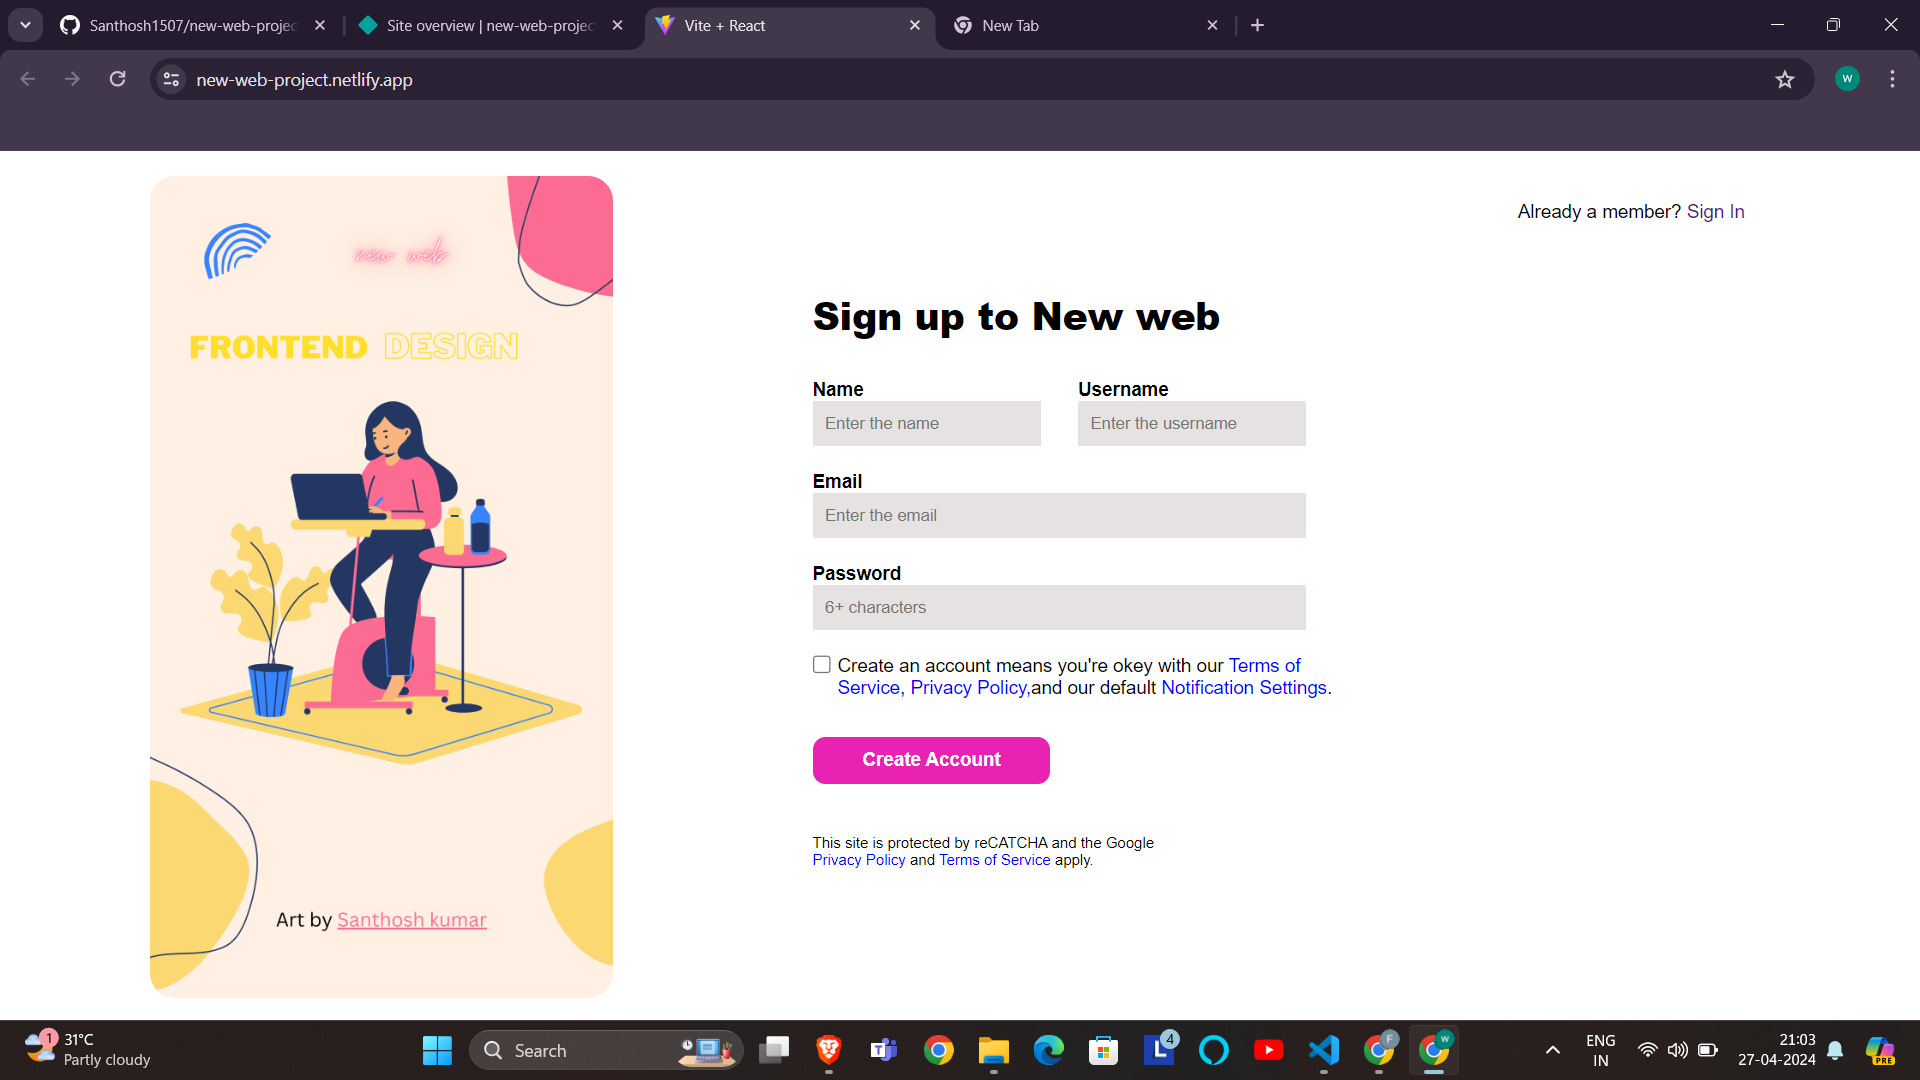 Santhosh1507/new-web-projec
Site overview | new-web-projec
Vite + React
New Tab
new-web-project.netlify.app
W
new web
FRONTEND DESIGN
Art by Santhosh kumar
Already a member? Sign In
Sign up to New web
Name
Username
Enter the name
Enter the username
Email
Enter the email
Password
6+ characters
Create an account means you're okey with our Terms of
Service, Privacy Policy,and our default Notification Settings.
Create Account
This site is protected by reCATCHA and the Google
Privacy Policy and Terms of Service apply.
1
31°C
Partly cloudy
Search
T
L
4
F
W
ENG
IN
21:03
27-04-2024
PRE